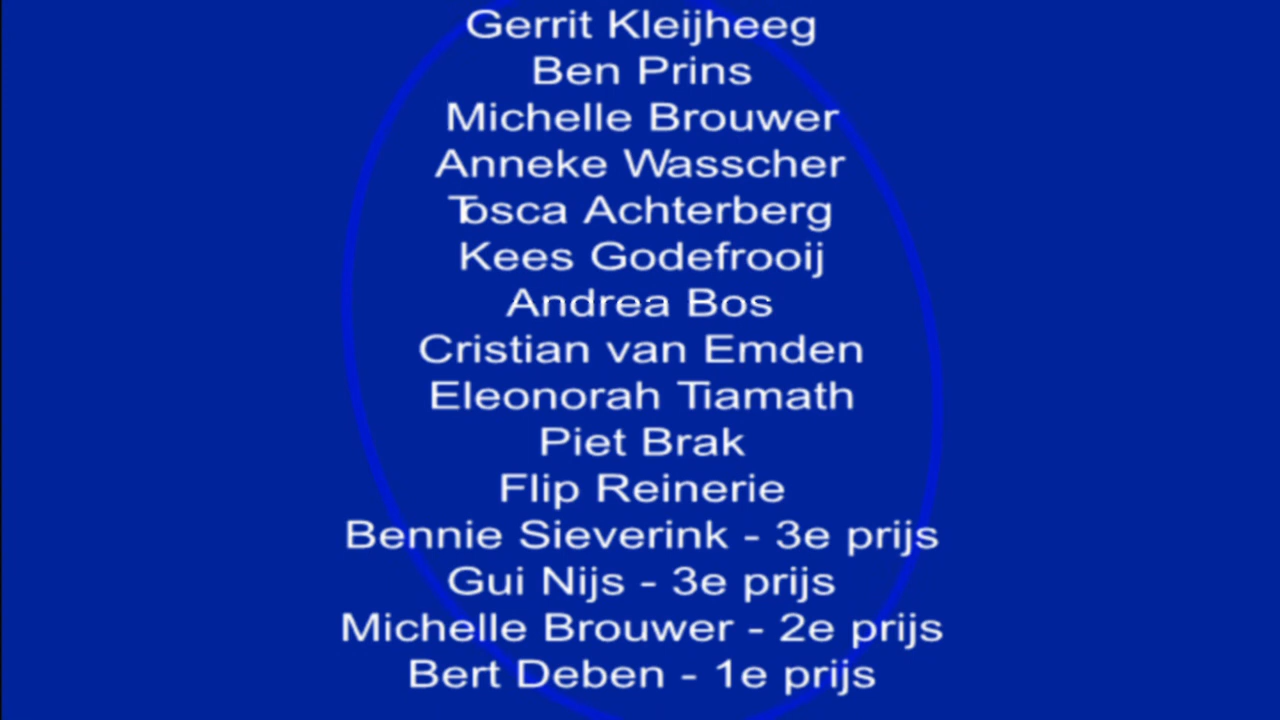 Gerrit Kleijheeg
Ben Prins
Michelle Brouwer
Anneke Wasscher
Tosca Achterberg
Kees Godefrooij
Andrea Bos
Cristian van Emden
Eleonorah Tiamath
Piet Brak
Flip Reinerie
Bennie Sieverink - 3e prijs
Gui Nijs - 3e prijs
Michelle Brouwer - 2e prijs
Bert Deben - 1e prijs